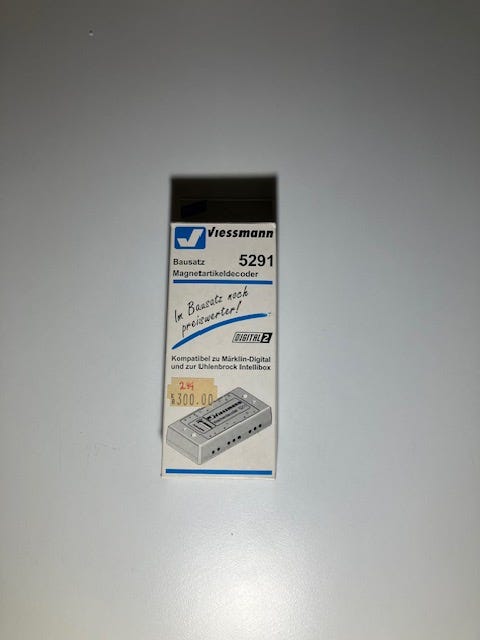 Viessmann
Bausatz 5291
Magnetartikeldecoder
Im Bausatz noch
preiswerter!
DIGITAL 2
Kompatibel zu Märklin-Digital
und zur Uhlenbrock Intellibox
300.00
Viessmann